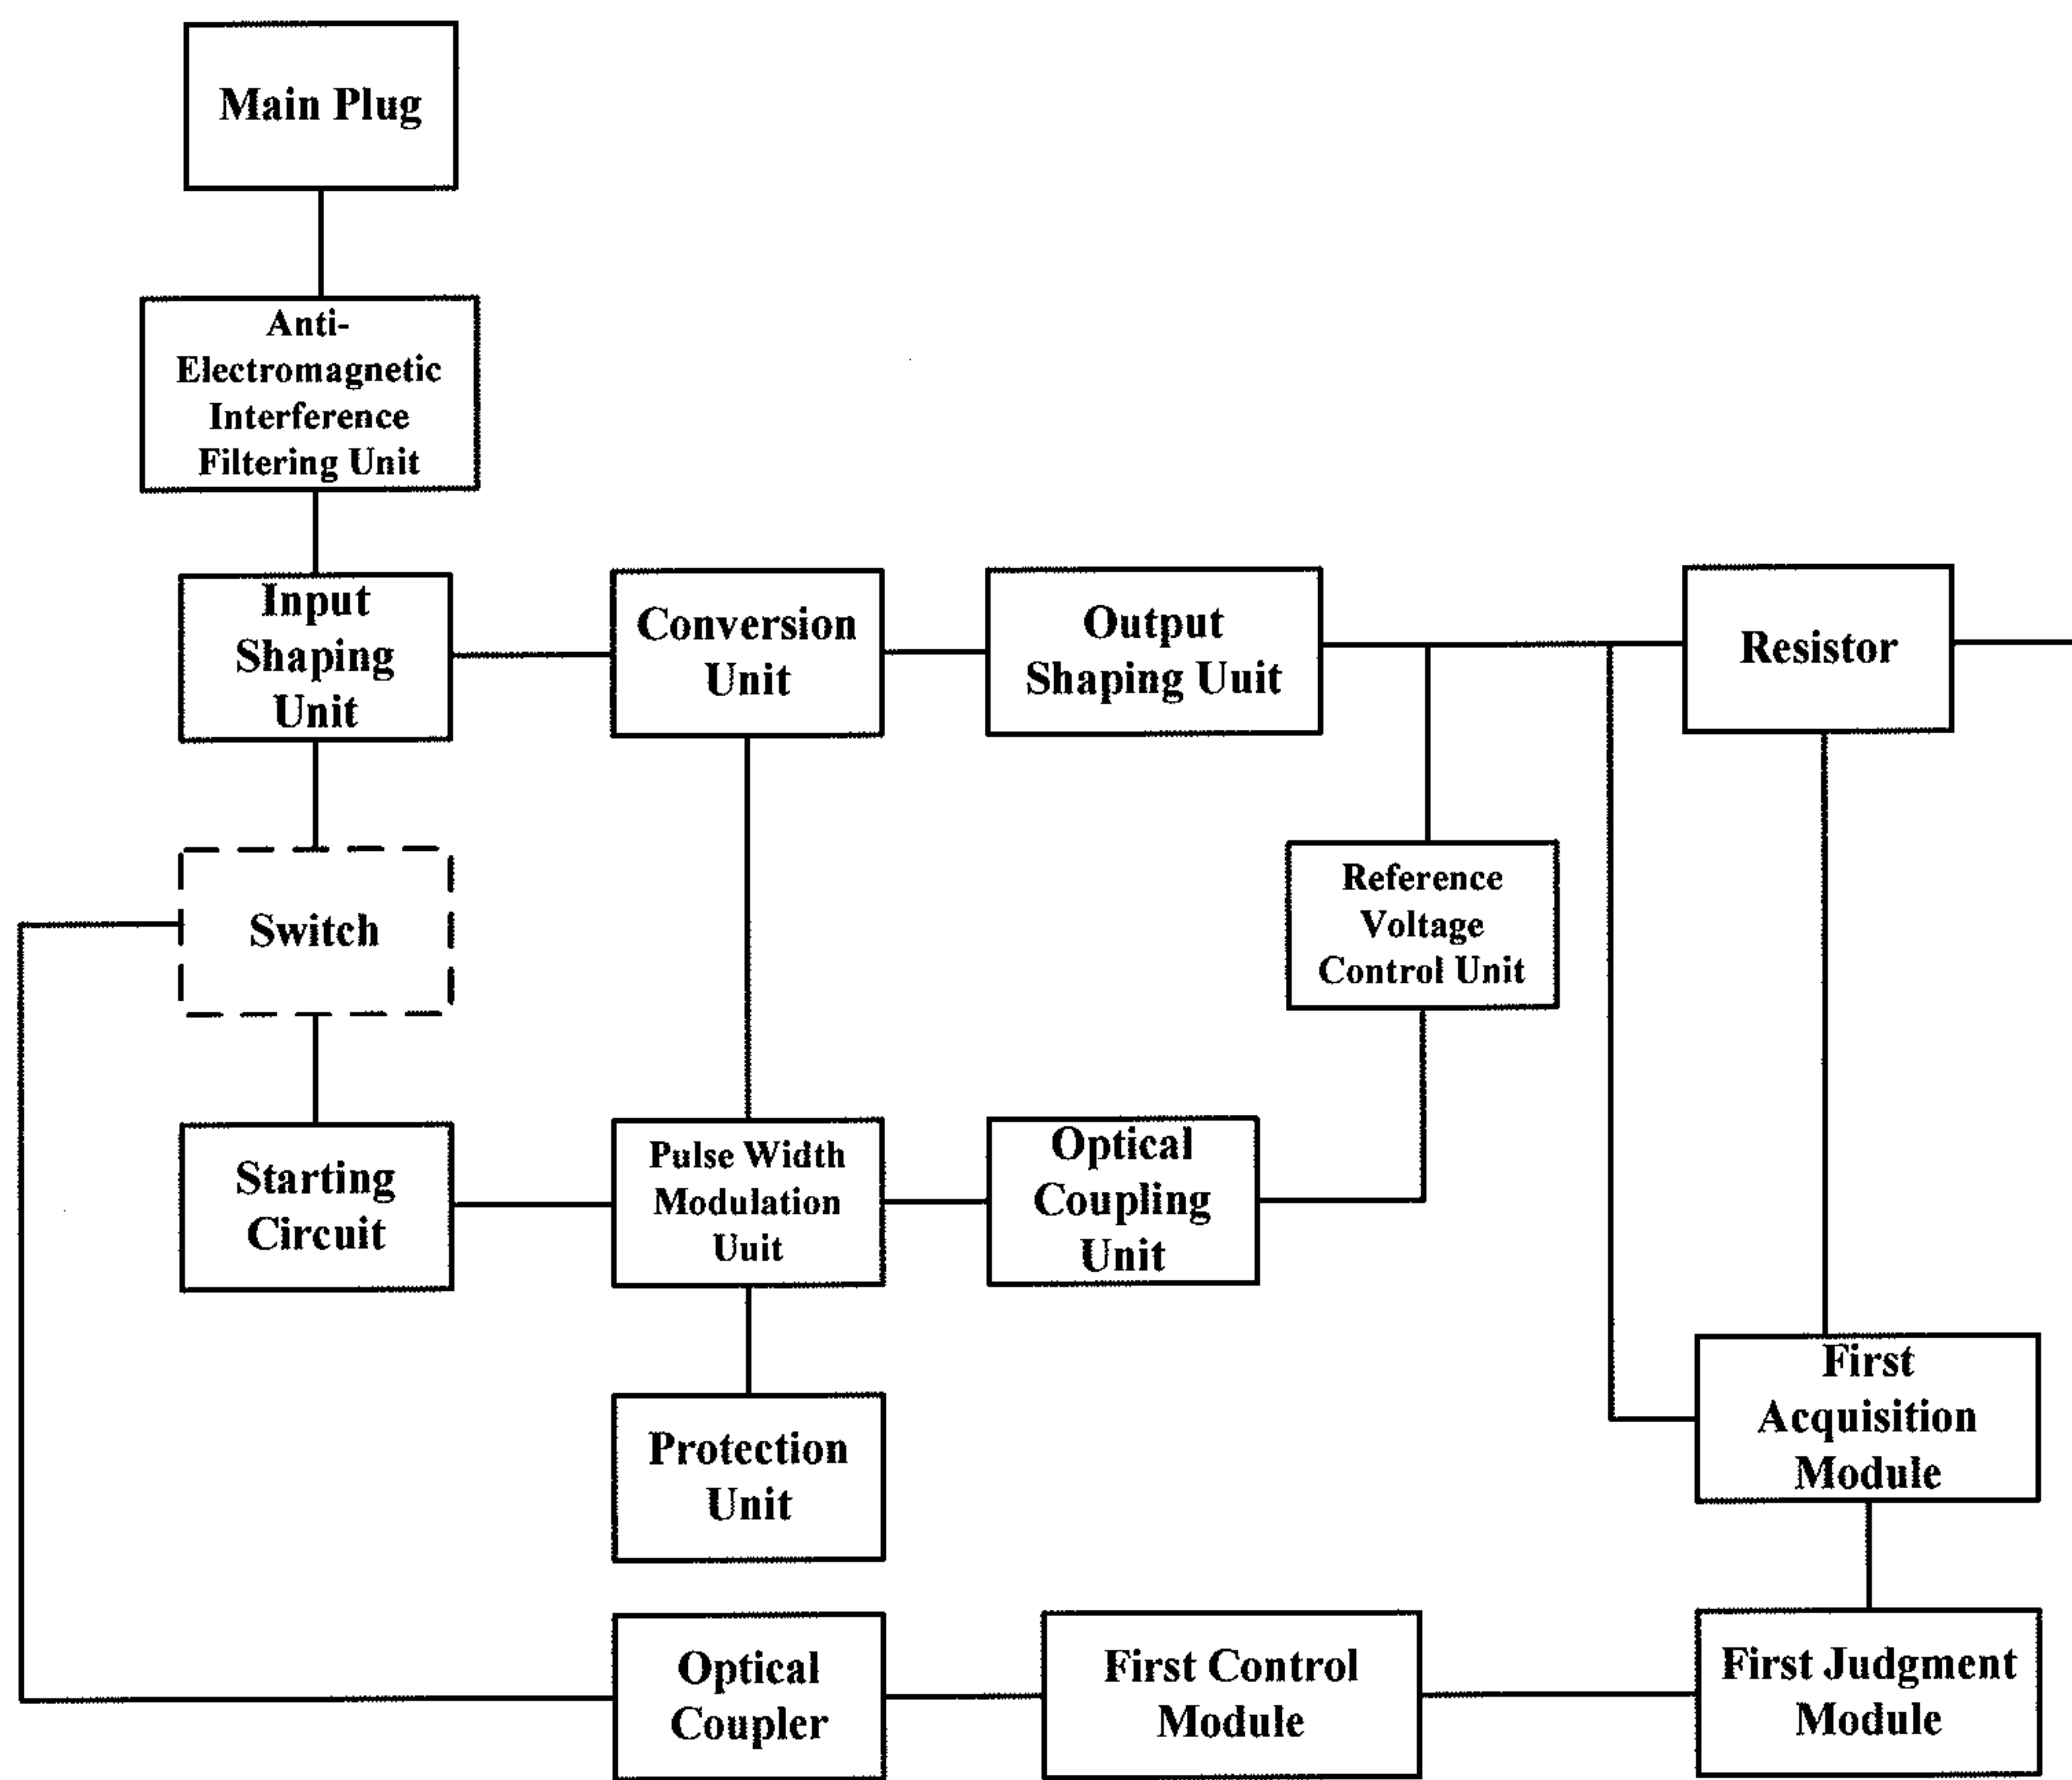 Main Plug
Anti-
Electromagnetic
Interference
Filtering Unit
Input
Shaping
Unit
Conversion
Unit
Output
Shaping Uuit
Resistor
Switch
Reference
Voltage
Control Unit
Starting
Circuit
Pulse Width
Modulation
Uuit
Optical
Coupling
Unit
First
Acquisition
Module
Protection
Unit
Optical
Coupler
First Control
Module
First Judgment
Module